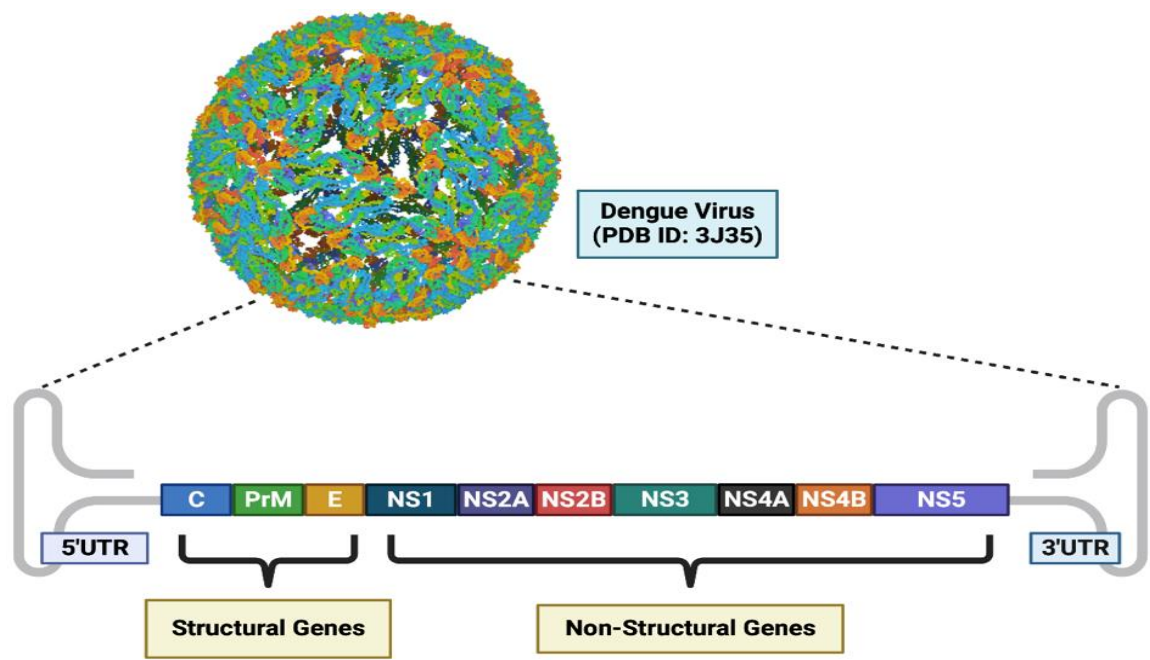 Dengue Virus
(PDB ID: 3J35)
C PrM E NS1 NS2A NS2B NS3 NS4A NS4B NS5
5'UTR
3'UTR
Structural Genes
Non-Structural Genes